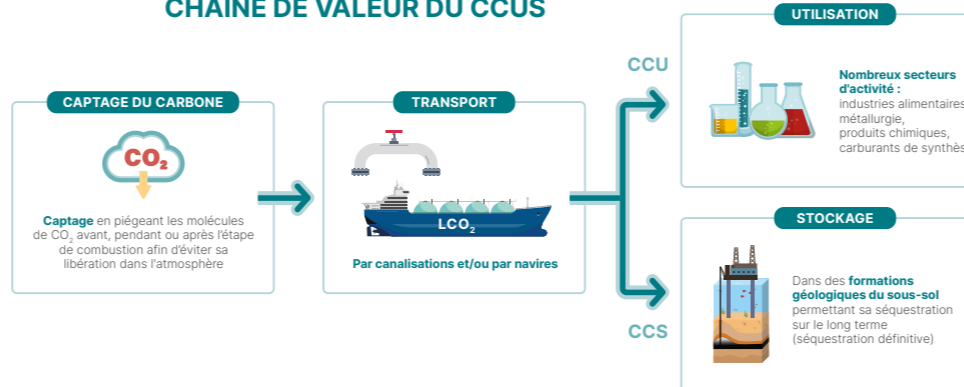 CHAÎNE DE VALEUR DU CCUS
CAPTAGE DU CARBONE
CO₂
Captage en piégeant les molécules
de CO₂ avant, pendant ou après l'étape
de combustion afin d'éviter sa
libération dans l'atmosphère
TRANSPORT
LCO₂
Par canalisations et/ou par navires
CCU
UTILISATION
Nombreux secteurs
d'activité :
industries alimentaires
métallurgie,
produits chimiques,
carburants de synthès
CCS
STOCKAGE
Dans des formations
géologiques du sous-sol
permettant sa séquestration
sur le long terme
(séquestration définitive)